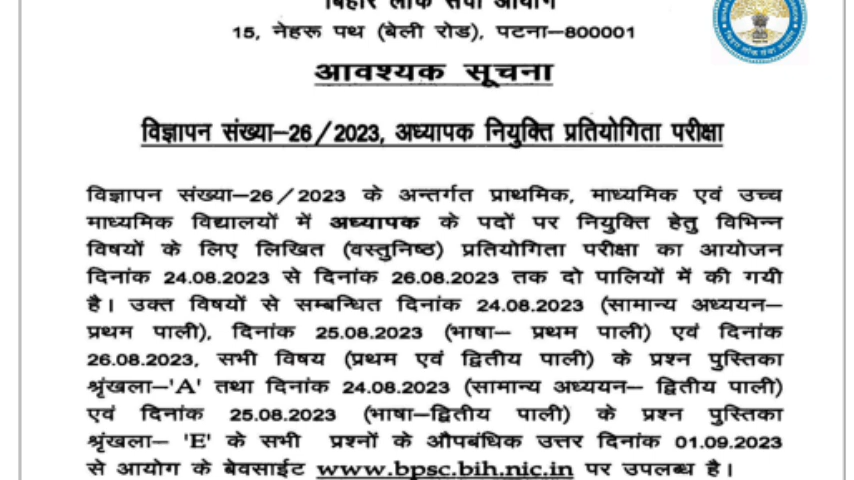 बिहार लोक सेवा आयोग
15, नेहरू पथ (बेली रोड), पटना–800001
आवश्यक सूचना
विज्ञापन संख्या–26/2023, अध्यापक नियुक्ति प्रतियोगिता परीक्षा
विज्ञापन संख्या–26/2023 के अन्तर्गत प्राथमिक, माध्यमिक एवं उच्च
माध्यमिक विद्यालयों में अध्यापक के पदों पर नियुक्ति हेतु विभिन्न
विषयों के लिए लिखित (वस्तुनिष्ठ) प्रतियोगिता परीक्षा का आयोजन
दिनांक 24.08.2023 से दिनांक 26.08.2023 तक दो पालियों में की गयी
है। उक्त विषयों से सम्बन्धित दिनांक 24.08.2023 (सामान्य अध्ययन–
प्रथम पाली), दिनांक 25.08.2023 (भाषा– प्रथम पाली) एवं दिनांक
26.08.2023, सभी विषय (प्रथम एवं द्वितीय पाली) के प्रश्न पुस्तिका
श्रृंखला–'A' तथा दिनांक 24.08.2023 (सामान्य अध्ययन– द्वितीय पाली)
एवं दिनांक 25.08.2023 (भाषा–द्वितीय पाली) के प्रश्न पुस्तिका
श्रृंखला– 'E' के सभी प्रश्नों के औपबंधिक उत्तर दिनांक 01.09.2023
से आयोग के बेवसाईट www.bpsc.bih.nic.in पर उपलब्ध है।